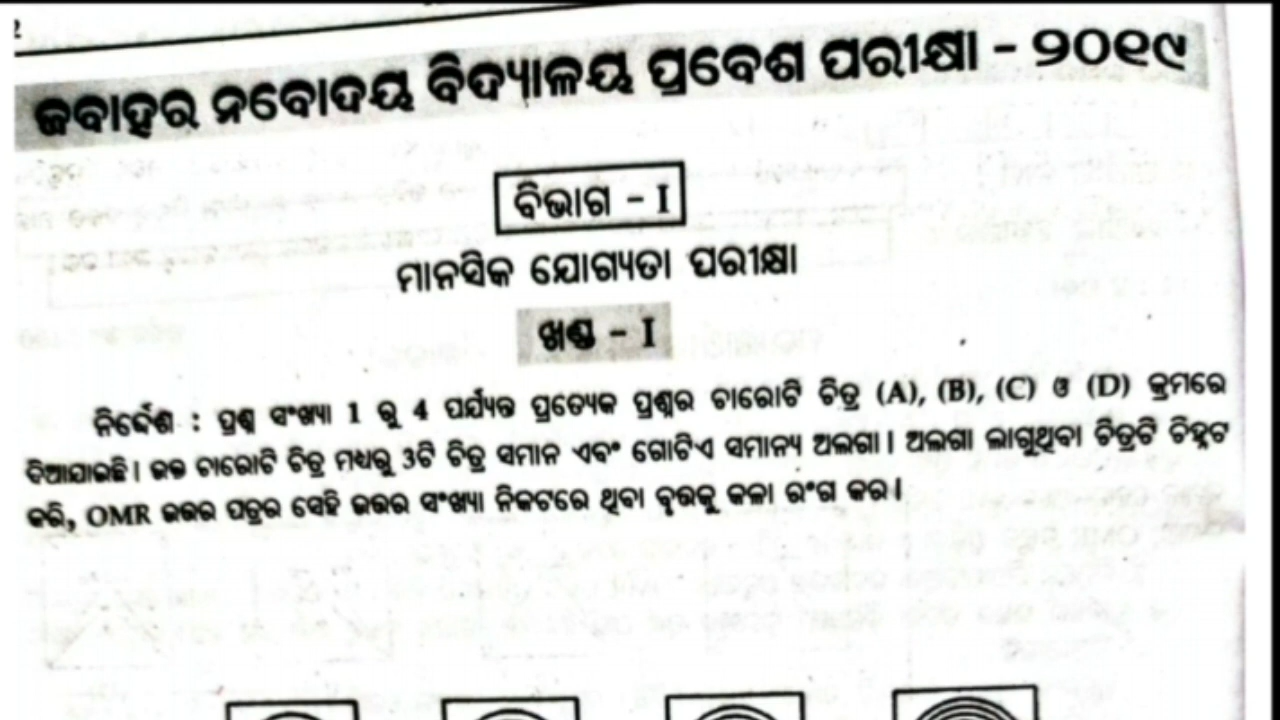 2
ଜବାହର ନବୋଦୟ ବିଦ୍ୟାଳୟ ପ୍ରବେଶ ପରୀକ୍ଷା - ୨୦୧୯
ବିଭାଗ - I
ମାନସିକ ଯୋଗ୍ୟତା ପରୀକ୍ଷା
ଖଣ୍ଡ - I
ନିର୍ଦ୍ଦେଶ : ପ୍ରଶ୍ନ ସଂଖ୍ୟା 1 ରୁ 4 ପର୍ଯ୍ୟନ୍ତ ପ୍ରତ୍ୟେକ ପ୍ରଶ୍ନର ଚାରୋଟି ଚିତ୍ର (A), (B), (C) ଓ (D) କ୍ରମରେ
ଦିଆଯାଇଛି। ଉକ୍ତ ଚାରୋଟି ଚିତ୍ର ମଧ୍ୟରୁ 3ଟି ଚିତ୍ର ସମାନ ଏବଂ ଗୋଟିଏ ସମାନ୍ୟ ଅଲଗା। ଅଲଗା ଲାଗୁଥିବା ଚିତ୍ରଟି ଚିହ୍ନଟ
କରି, OMR ଉତ୍ତର ପତ୍ରର ସେହି ଉତ୍ତର ସଂଖ୍ୟା ନିକଟରେ ଥିବା ବୃତ୍ତକୁ କଳା ରଂଗ କର।